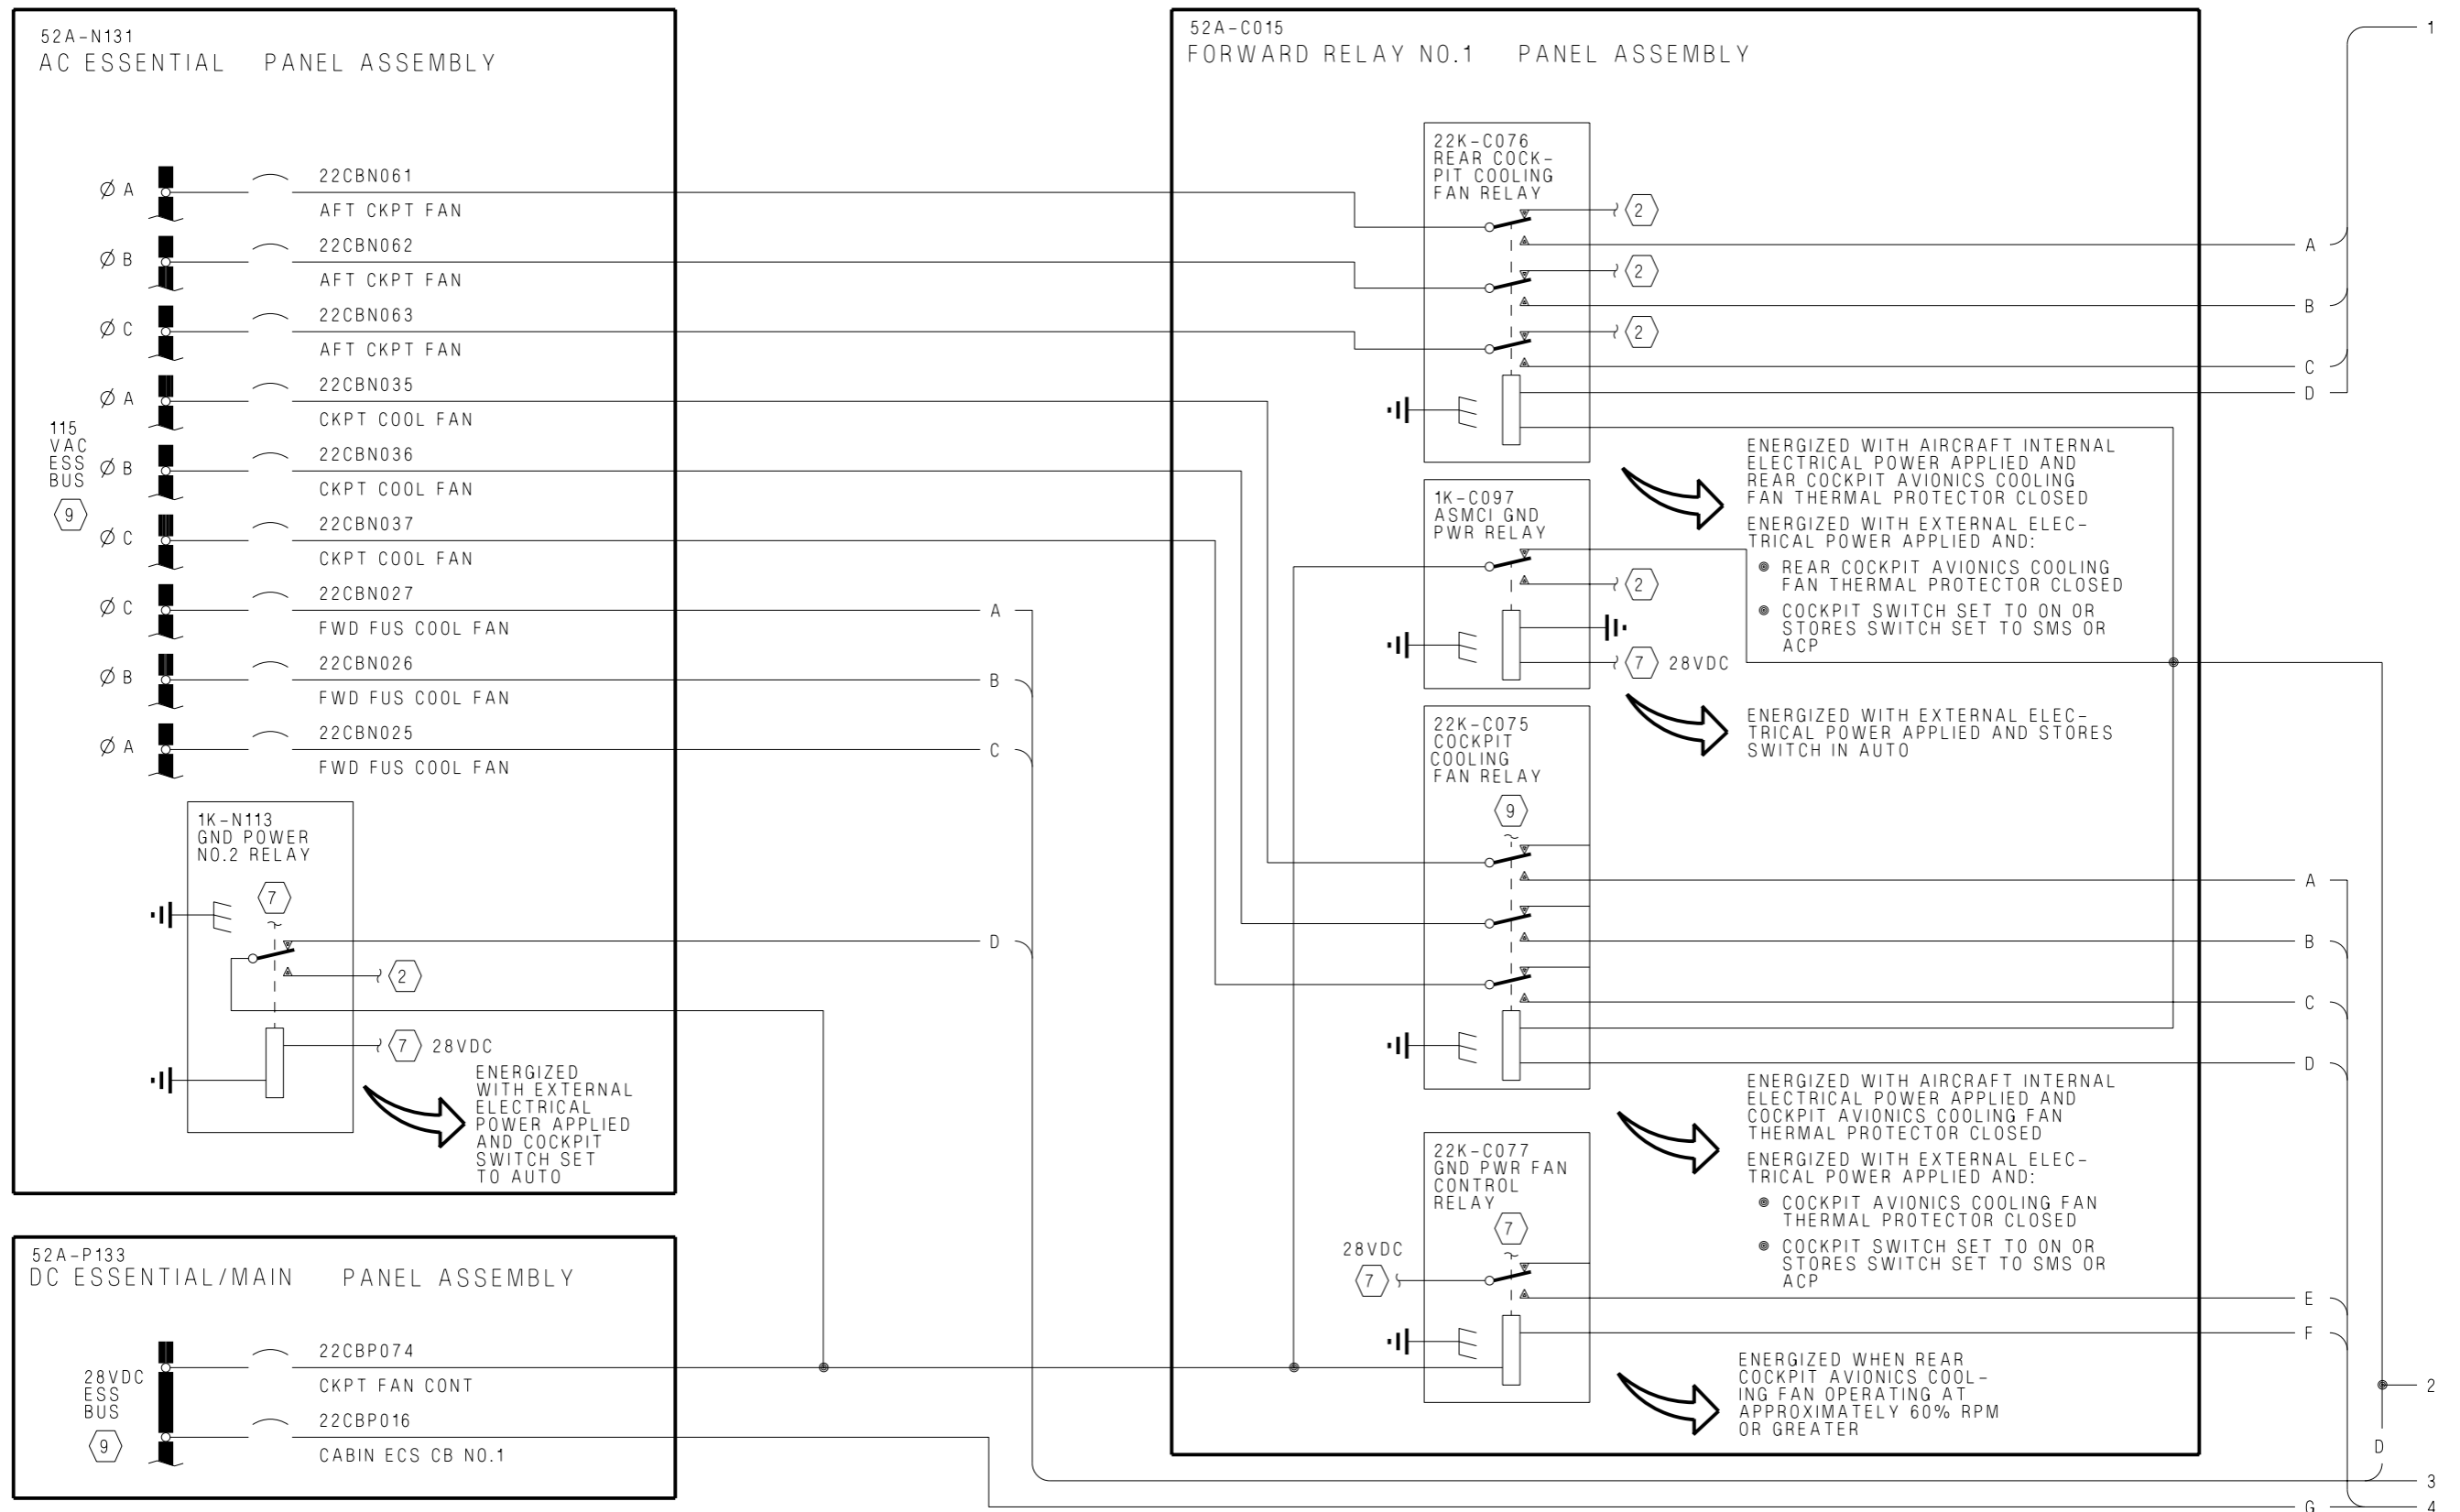 52A-N131
AC ESSENTIAL PANEL ASSEMBLY
Ø A
22CBN061
AFT CKPT FAN
Ø B
22CBN062
AFT CKPT FAN
Ø C
22CBN063
AFT CKPT FAN
Ø A
22CBN035
CKPT COOL FAN
115
VAC
ESS
BUS
9
Ø B
22CBN036
CKPT COOL FAN
Ø C
22CBN037
CKPT COOL FAN
Ø C
22CBN027
FWD FUS COOL FAN
A
Ø B
22CBN026
FWD FUS COOL FAN
B
Ø A
22CBN025
FWD FUS COOL FAN
C
1K-N113
GND POWER
NO.2 RELAY
7
D
2
7 28VDC
ENERGIZED
WITH EXTERNAL
ELECTRICAL
POWER APPLIED
AND COCKPIT
SWITCH SET
TO AUTO
52A-P133
DC ESSENTIAL/MAIN PANEL ASSEMBLY
28VDC
ESS
BUS
9
22CBP074
CKPT FAN CONT
22CBP016
CABIN ECS CB NO.1
52A-C015
FORWARD RELAY NO.1 PANEL ASSEMBLY
22K-C076
REAR COCK-
PIT COOLING
FAN RELAY
2
2
2
A
B
C
D
1
ENERGIZED WITH AIRCRAFT INTERNAL
ELECTRICAL POWER APPLIED AND
REAR COCKPIT AVIONICS COOLING
FAN THERMAL PROTECTOR CLOSED
ENERGIZED WITH EXTERNAL ELEC-
TRICAL POWER APPLIED AND:
REAR COCKPIT AVIONICS COOLING
FAN THERMAL PROTECTOR CLOSED
COCKPIT SWITCH SET TO ON OR
STORES SWITCH SET TO SMS OR
ACP
1K-C097
ASMCI GND
PWR RELAY
2
7 28VDC
ENERGIZED WITH EXTERNAL ELEC-
TRICAL POWER APPLIED AND STORES
SWITCH IN AUTO
22K-C075
COCKPIT
COOLING
FAN RELAY
9
A
B
C
D
ENERGIZED WITH AIRCRAFT INTERNAL
ELECTRICAL POWER APPLIED AND
COCKPIT AVIONICS COOLING FAN
THERMAL PROTECTOR CLOSED
ENERGIZED WITH EXTERNAL ELEC-
TRICAL POWER APPLIED AND:
COCKPIT AVIONICS COOLING FAN
THERMAL PROTECTOR CLOSED
COCKPIT SWITCH SET TO ON OR
STORES SWITCH SET TO SMS OR
ACP
22K-C077
GND PWR FAN
CONTROL
RELAY
7
28VDC
7
E
F
ENERGIZED WHEN REAR
COCKPIT AVIONICS COOL-
ING FAN OPERATING AT
APPROXIMATELY 60% RPM
OR GREATER
2
D
3
G
4